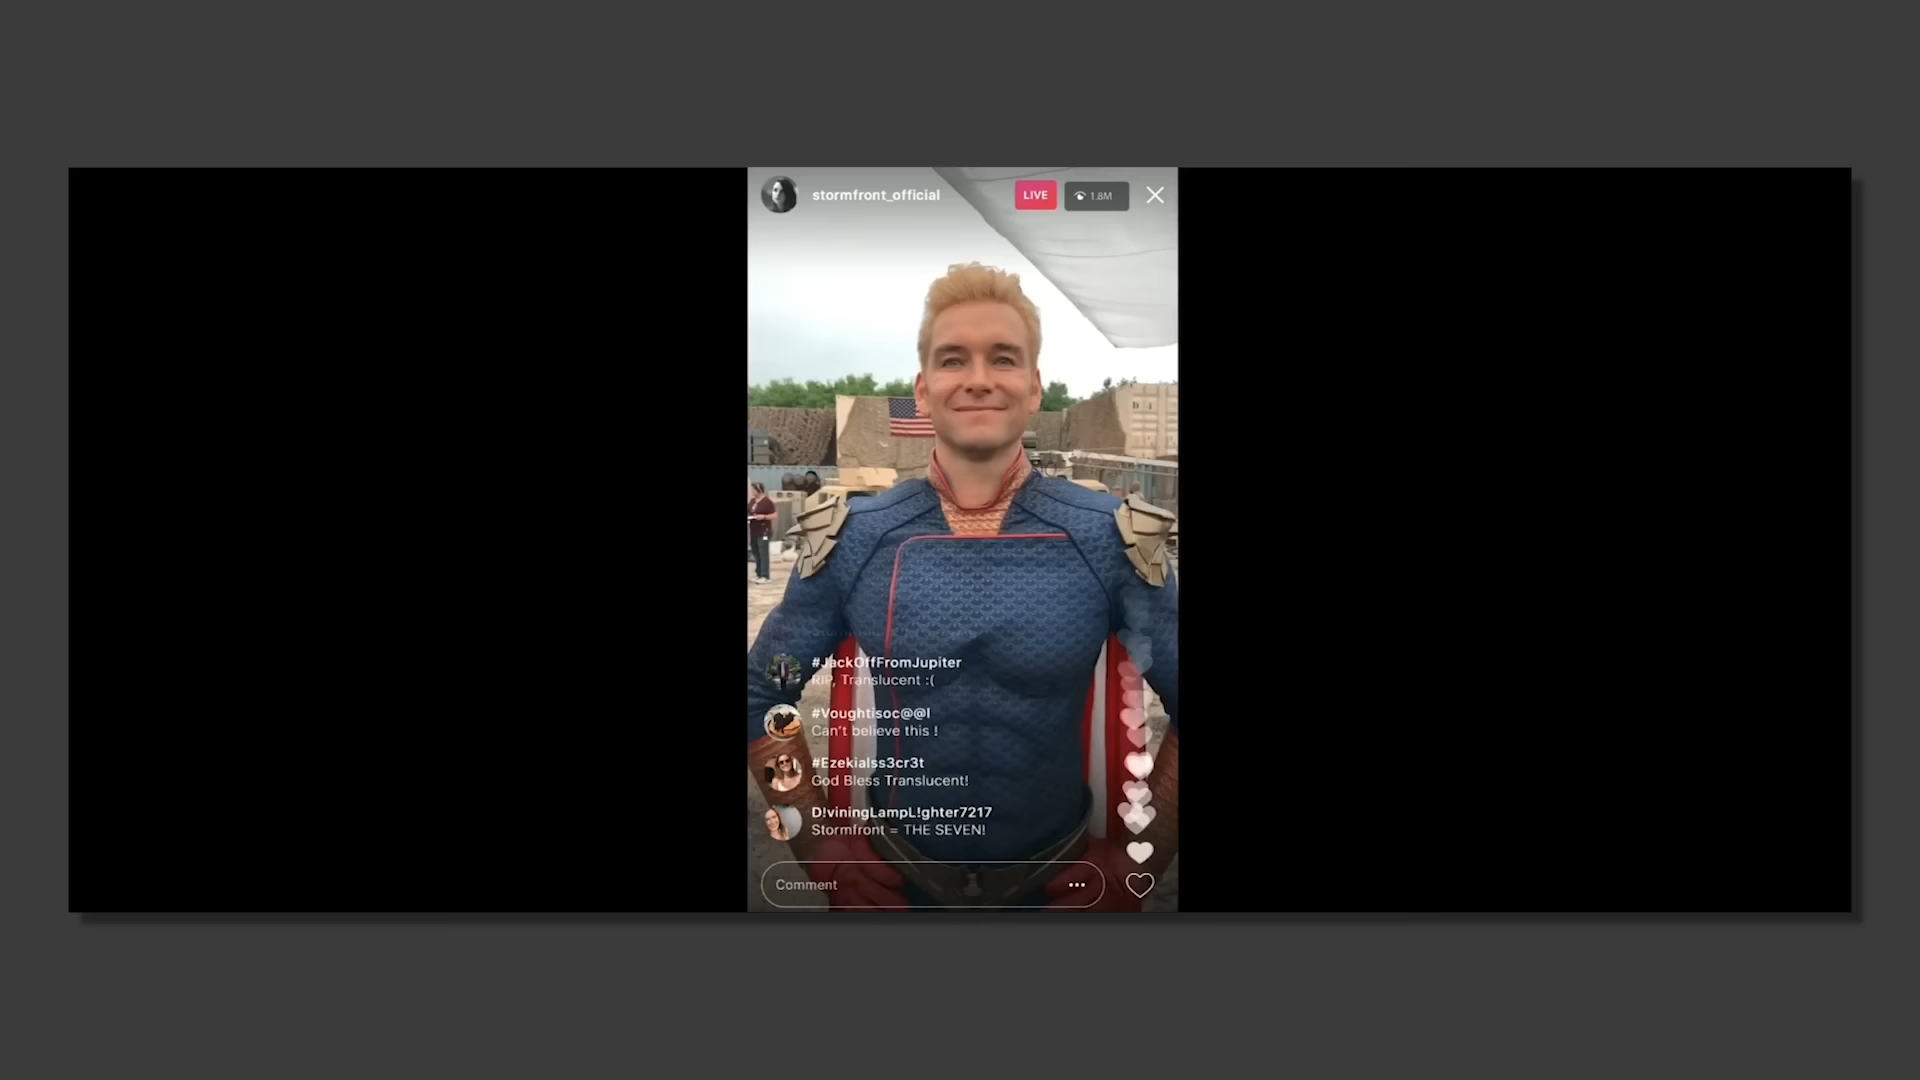 stormfront_official
LIVE
1.8M
#JackOffFromJupiter
RIP, Translucent :(
#Voughtisoc@@l
Can't believe this !
#Ezekialss3cr3t
God Bless Translucent!
D!viningLampL!ghter7217
Stormfront = THE SEVEN!
Comment